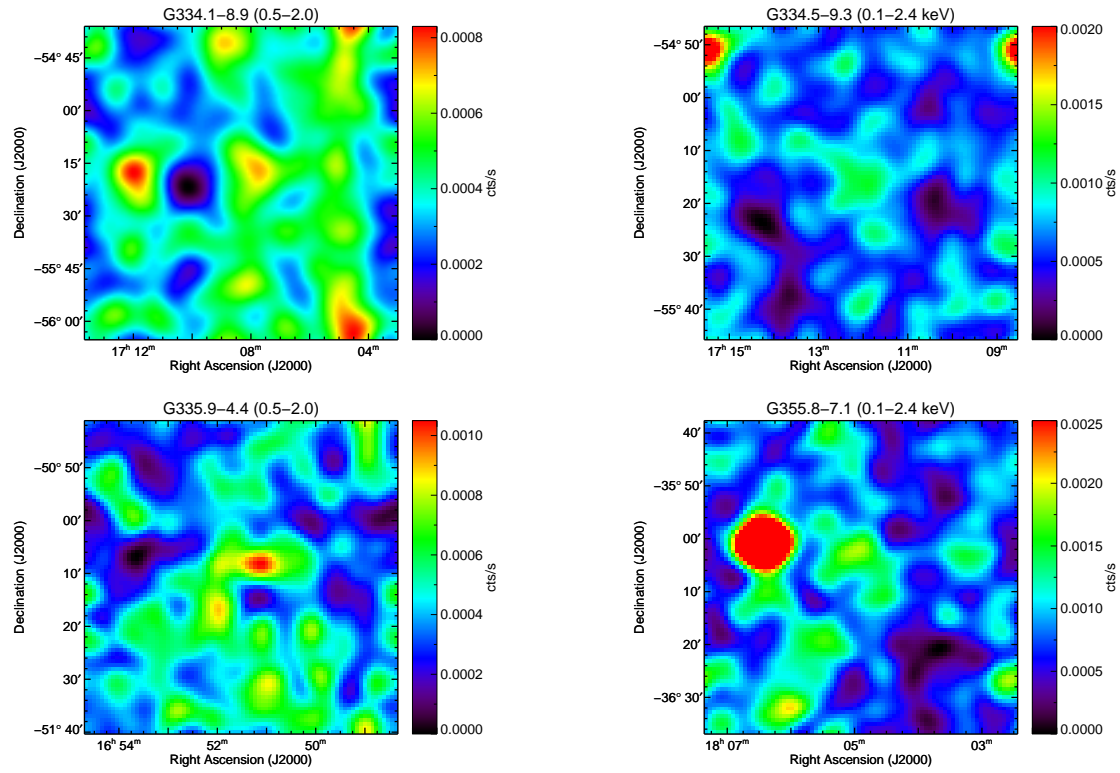 G334.1−8.9 (0.5−2.0)
−54° 45′
00′
15′
30′
−55° 45′
−56° 00′
17ʰ 12ᵐ
08ᵐ
04ᵐ
Right Ascension (J2000)
Declination (J2000)
0.0008
0.0006
0.0004
0.0002
0.0000
cts/s
G334.5−9.3 (0.1−2.4 keV)
−54° 50′
00′
10′
20′
30′
−55° 40′
17ʰ 15ᵐ
13ᵐ
11ᵐ
09ᵐ
Right Ascension (J2000)
Declination (J2000)
0.0020
0.0015
0.0010
0.0005
0.0000
cts/s
G335.9−4.4 (0.5−2.0)
−50° 50′
00′
10′
20′
30′
−51° 40′
16ʰ 54ᵐ
52ᵐ
50ᵐ
Right Ascension (J2000)
Declination (J2000)
0.0010
0.0008
0.0006
0.0004
0.0002
0.0000
cts/s
G355.8−7.1 (0.1−2.4 keV)
40′
−35° 50′
00′
10′
20′
−36° 30′
18ʰ 07ᵐ
05ᵐ
03ᵐ
Right Ascension (J2000)
Declination (J2000)
0.0025
0.0020
0.0015
0.0010
0.0005
0.0000
cts/s